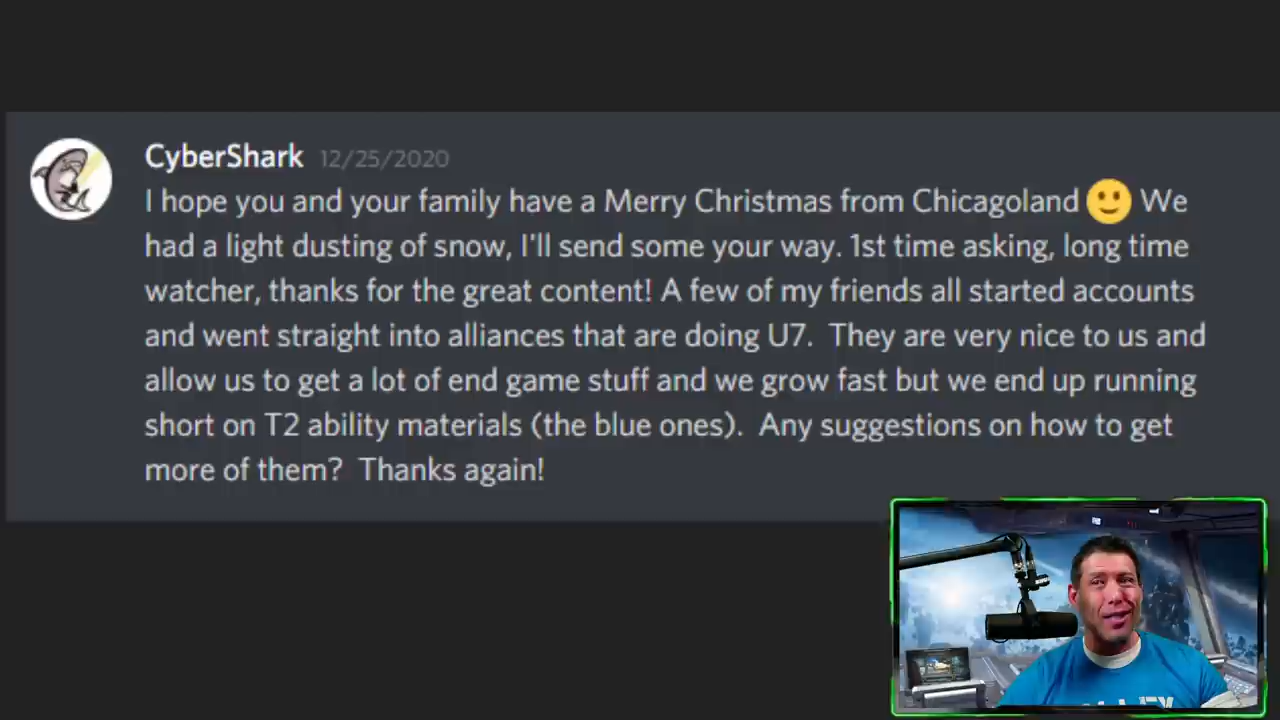 CyberShark 12/25/2020
I hope you and your family have a Merry Christmas from Chicagoland 🙂 We
had a light dusting of snow, I'll send some your way. 1st time asking, long time
watcher, thanks for the great content! A few of my friends all started accounts
and went straight into alliances that are doing U7. They are very nice to us and
allow us to get a lot of end game stuff and we grow fast but we end up running
short on T2 ability materials (the blue ones). Any suggestions on how to get
more of them? Thanks again!